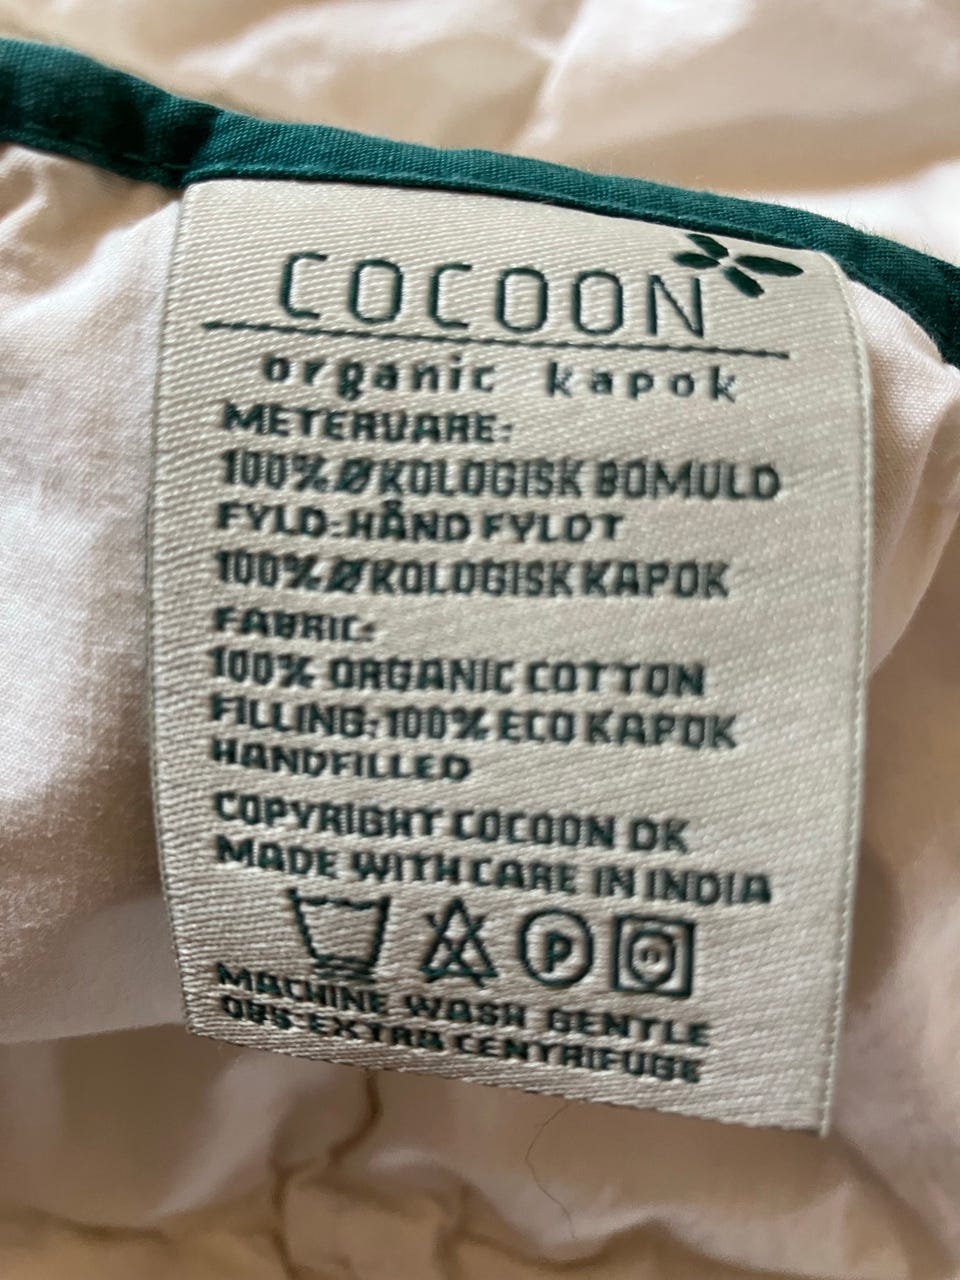 COCOON
organic kapok
METERVARE:
100% ØKOLOGISK BOMULD
FYLD:HÅND FYLDT
100% ØKOLOGISK KAPOK
FABRIC:
100% ORGANIC COTTON
FILLING:100% ECO KAPOK
HANDFILLED
COPYRIGHT COCOON DK
MADE WITH CARE IN INDIA
P
MACHINE WASH GENTLE
OBS-EXTRA CENTRIFUGE